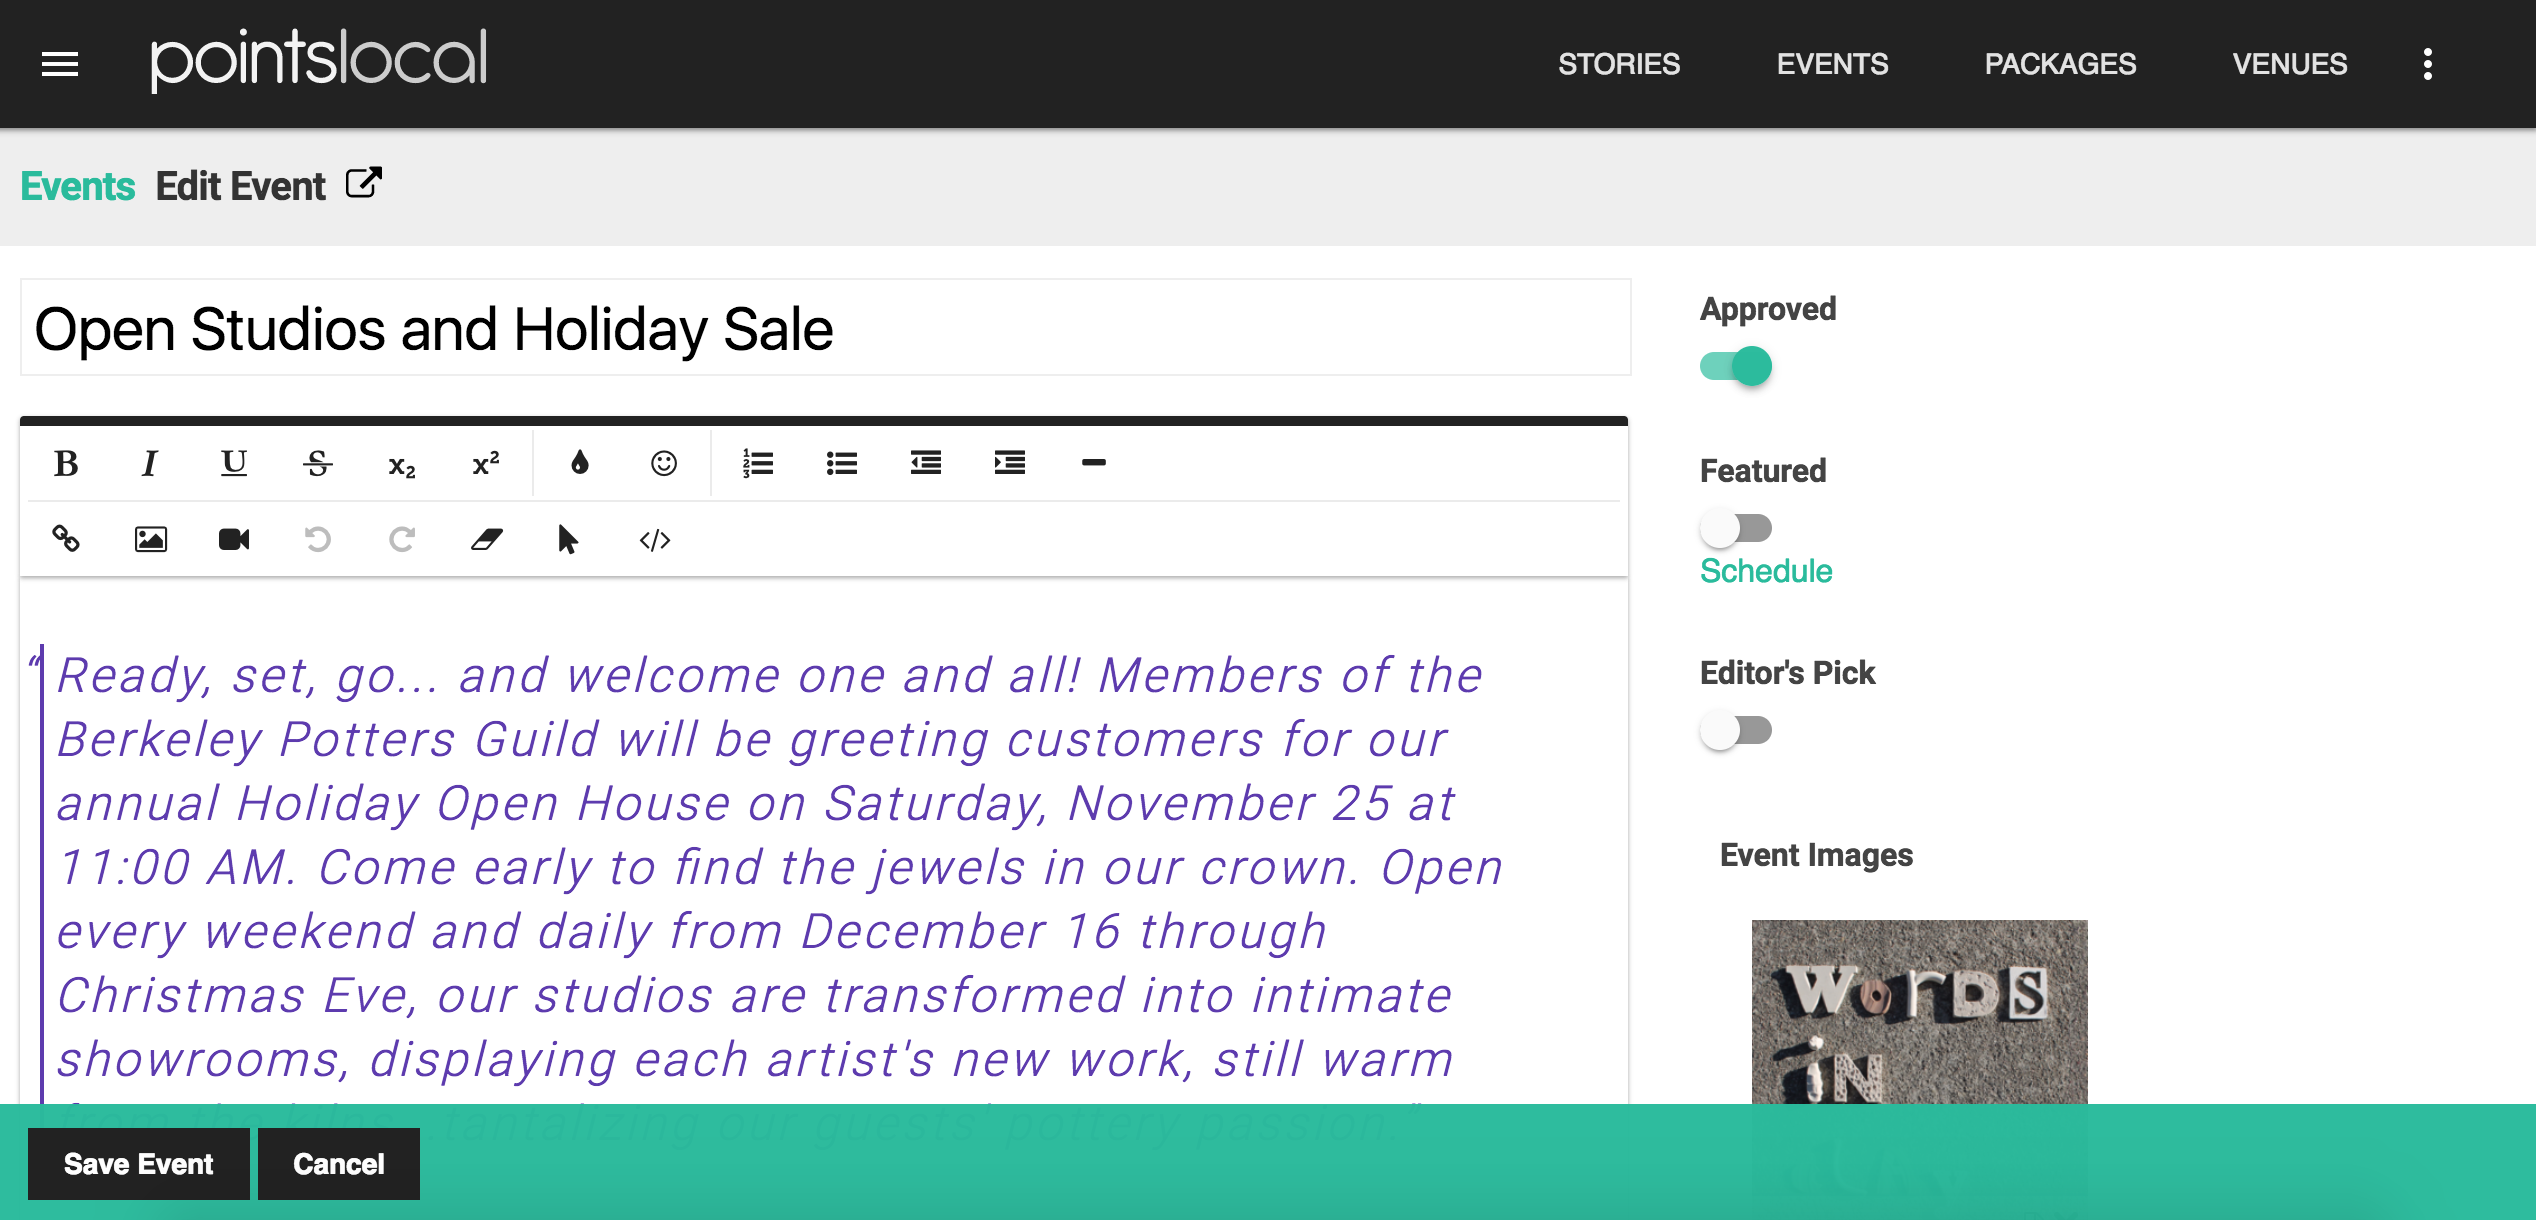 pointslocal
STORIES EVENTS PACKAGES VENUES
Events Edit Event
Open Studios and Holiday Sale
Approved
B I U S x₂ x²
Featured
Schedule
Editor's Pick
“Ready, set, go... and welcome one and all! Members of the
Berkeley Potters Guild will be greeting customers for our
annual Holiday Open House on Saturday, November 25 at
11:00 AM. Come early to find the jewels in our crown. Open
every weekend and daily from December 16 through
Christmas Eve, our studios are transformed into intimate
showrooms, displaying each artist's new work, still warm
from the kilns, tantalizing our guests' pottery passion.”
Event Images
WorDS
iN
Save Event Cancel